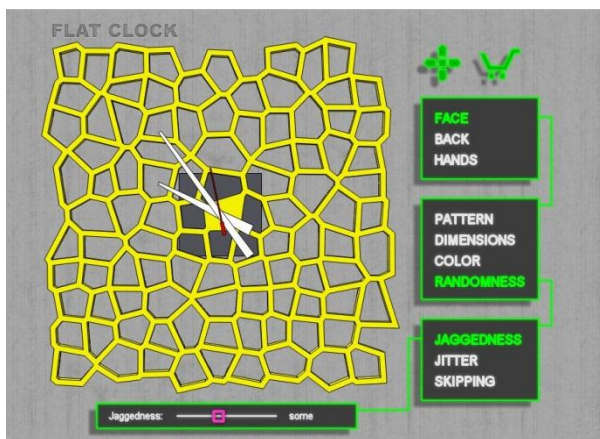 FLAT CLOCK
FACE
BACK
HANDS
PATTERN
DIMENSIONS
COLOR
RANDOMNESS
JAGGEDNESS
JITTER
SKIPPING
Jaggedness: some